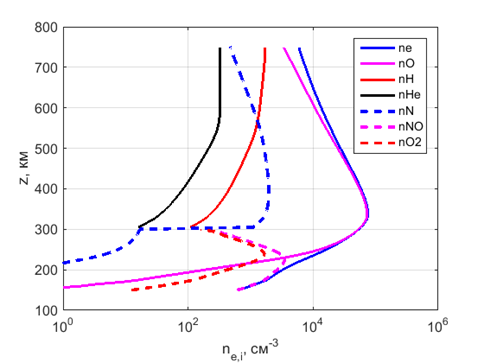 800
700
600
500
400
300
200
100
z, км
10^0
10^2
10^4
10^6
n_e,i, см^-3
ne
nO
nH
nHe
nN
nNO
nO2